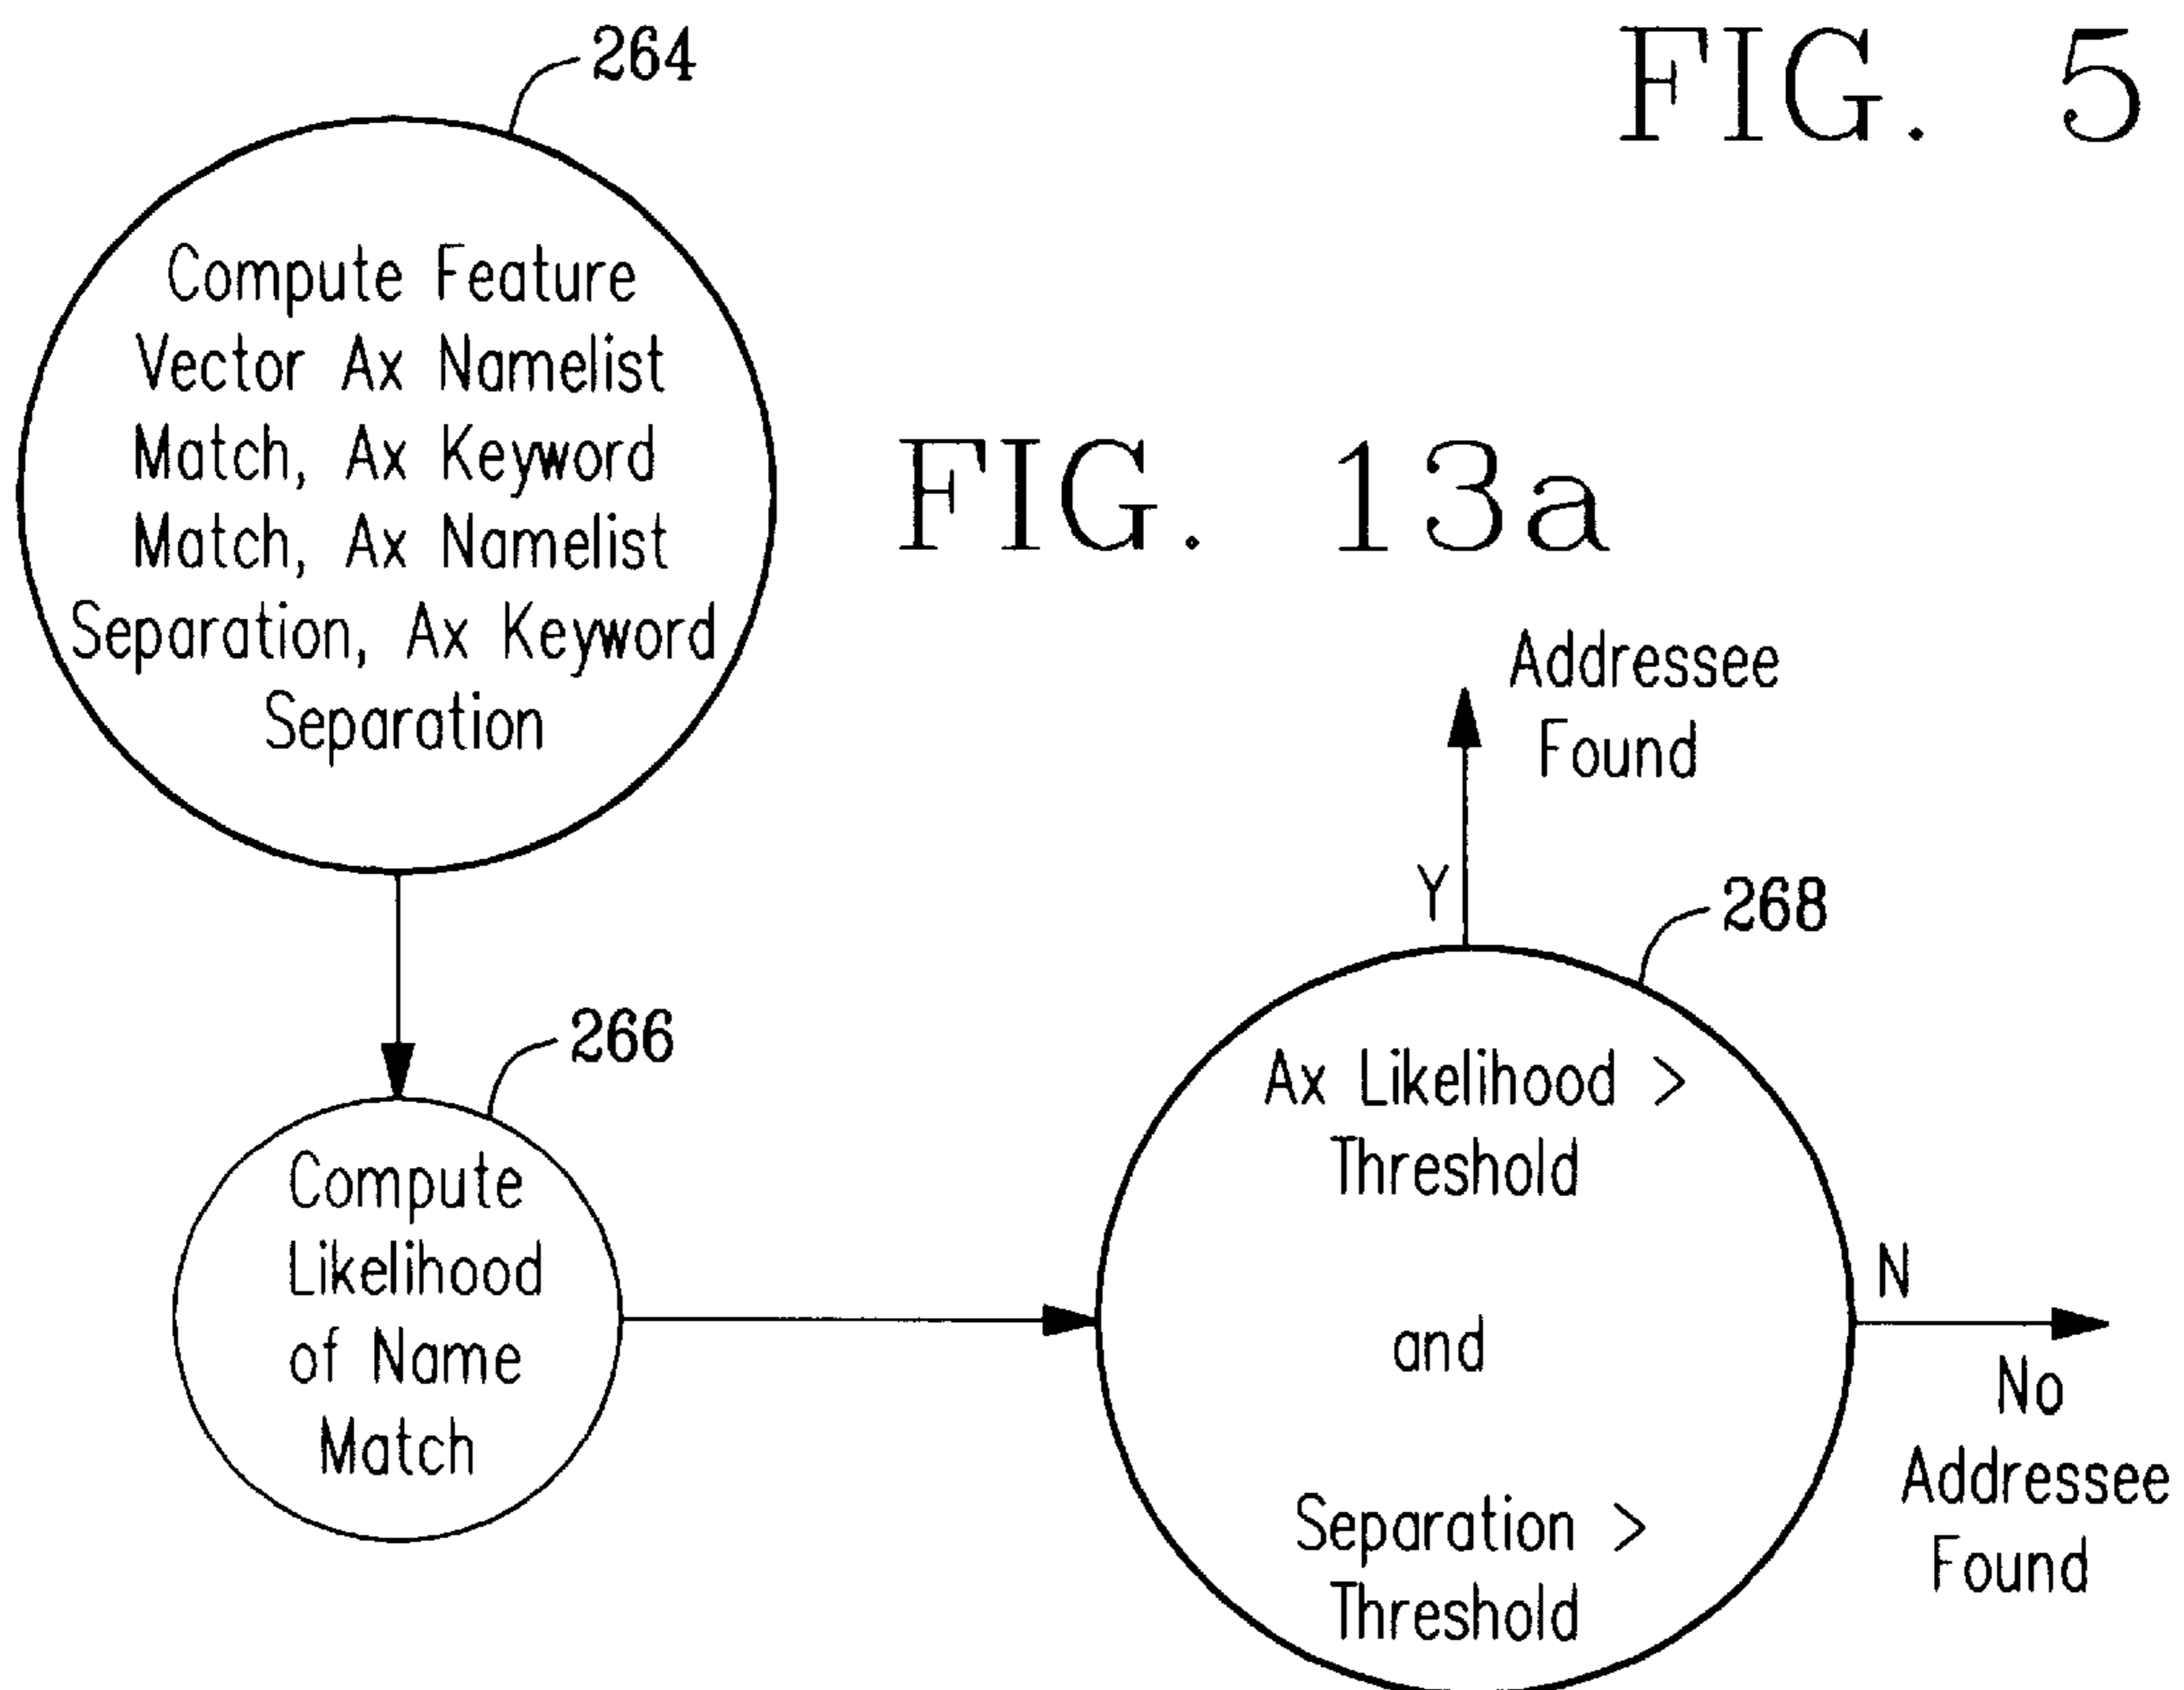 FIG. 5
264
Compute Feature
Vector Ax Namelist
Match, Ax Keyword
Match, Ax Namelist
Separation, Ax Keyword
Separation
FIG. 13a
Addressee
Found
Y
268
266
Compute
Likelihood
of Name
Match
Ax Likelihood >
Threshold
and
Separation >
Threshold
N
No
Addressee
Found